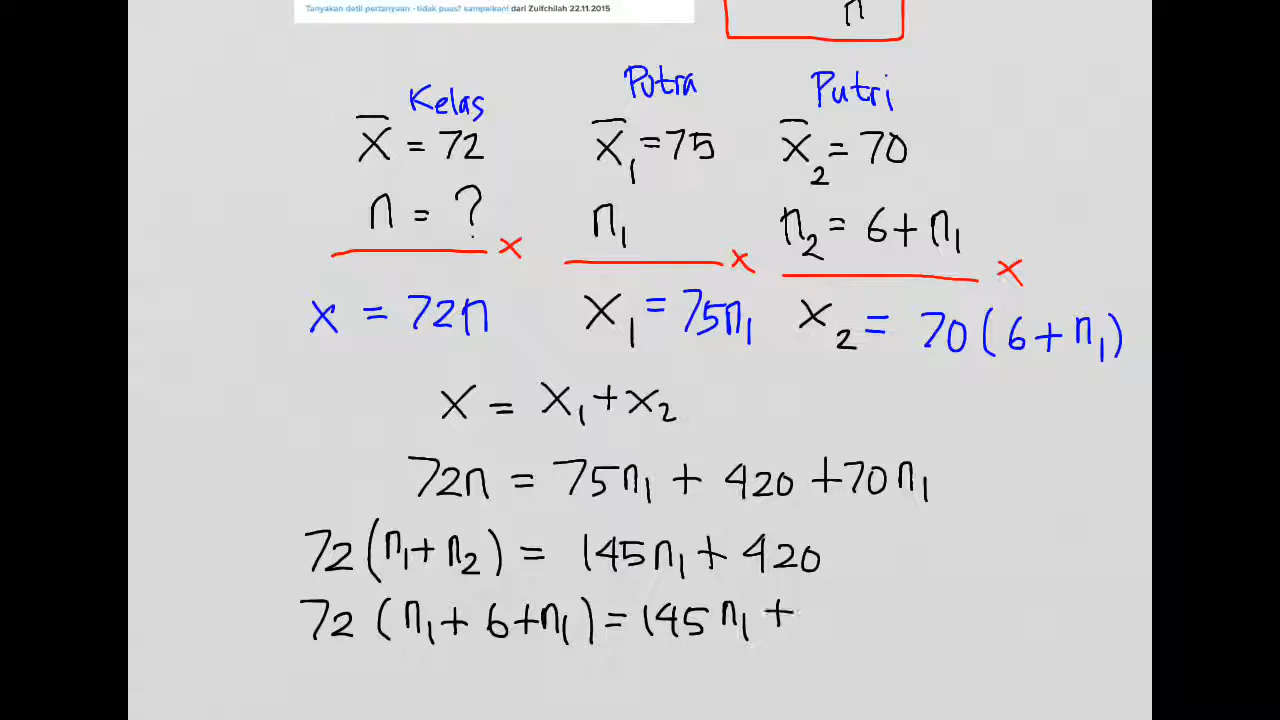 Tanyakan detil pertanyaan - tidak puas? sampaikan! dari Zulfchilah 22.11.2015
n
Kelas Putra Putri
x̄ = 72 x̄₁ = 75 x̄₂ = 70
n = ? n₁ n₂ = 6 + n₁
x x x
x = 72n x₁ = 75n₁ x₂ = 70(6 + n₁)
x = x₁ + x₂
72n = 75n₁ + 420 + 70n₁
72(n₁ + n₂) = 145n₁ + 420
72(n₁ + 6 + n₁) = 145n₁ +